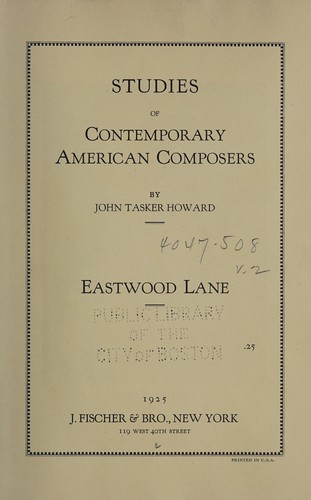 STUDIES
OF
CONTEMPORARY
AMERICAN COMPOSERS
BY
JOHN TASKER HOWARD
4047.508
v.2
EASTWOOD LANE
PUBLIC LIBRARY
OF THE
CITY OF BOSTON
.25
1925
J. FISCHER & BRO., NEW YORK
119 WEST 40TH STREET
PRINTED IN U.S.A.